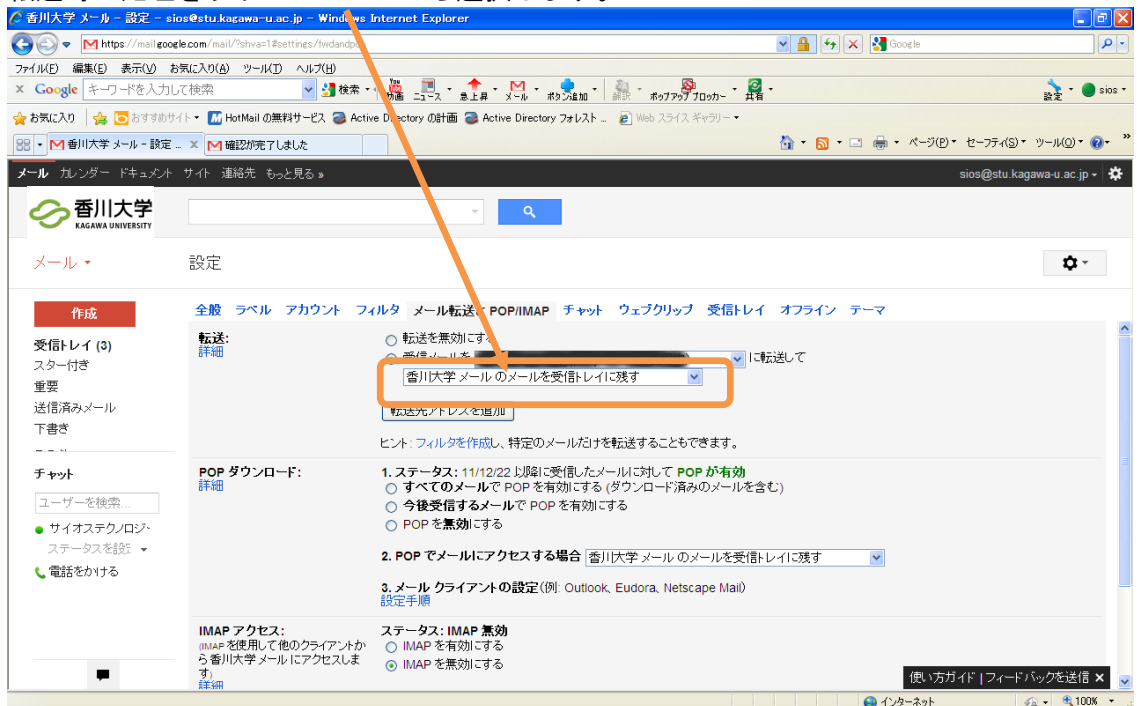 香川大学 メール - 設定 - sios@stu.kagawa-u.ac.jp - Windows Internet Explorer
https://mail.google.com/mail/?shva=1#settings/fwdandpop
Google
ファイル(F) 編集(E) 表示(V) お気に入り(A) ツール(T) ヘルプ(H)
x Google キーワードを入力して検索 検索 動画 ニュース 急上昇 メール ボタン追加 翻訳 ポップアップ ブロッカー 共有 設定 sios
お気に入り おすすめサイト HotMail の無料サービス Active Directory の計画 Active Directory フォレスト ... Web スライス ギャラリー
香川大学 メール - 設定 ... x 確認が完了しました ページ(P) セーフティ(S) ツール(O) »
メール カレンダー ドキュメント サイト 連絡先 もっと見る » sios@stu.kagawa-u.ac.jp
香川大学
KAGAWA UNIVERSITY
メール 設定
作成
全般 ラベル アカウント フィルタ メール転送と POP/IMAP チャット ウェブクリップ 受信トレイ オフライン テーマ
受信トレイ (3)
スター付き
重要
送信済みメール
下書き
チャット
ユーザーを検索...
サイオステクノロジ
ステータスを設
電話をかける
転送:
詳細
転送を無効にする
受信メールを に転送して
香川大学 メール のメールを受信トレイに残す
転送先アドレスを追加
ヒント: フィルタを作成し、特定のメールだけを転送することもできます。
POP ダウンロード:
詳細
1. ステータス: 11/12/22 以降に受信したメールに対して POP が有効
すべてのメールで POP を有効にする (ダウンロード済みのメールを含む)
今後受信するメールで POP を有効にする
POP を無効にする
2. POP でメールにアクセスする場合 香川大学 メール のメールを受信トレイに残す
3. メール クライアントの設定(例: Outlook、Eudora、Netscape Mail)
設定手順
IMAP アクセス:
(IMAP を使用して他のクライアントか
ら香川大学 メール にアクセスしま
す)
詳細
ステータス: IMAP 無効
IMAP を有効にする
IMAP を無効にする
使い方ガイド | フィードバックを送信 ×
インターネット 100%